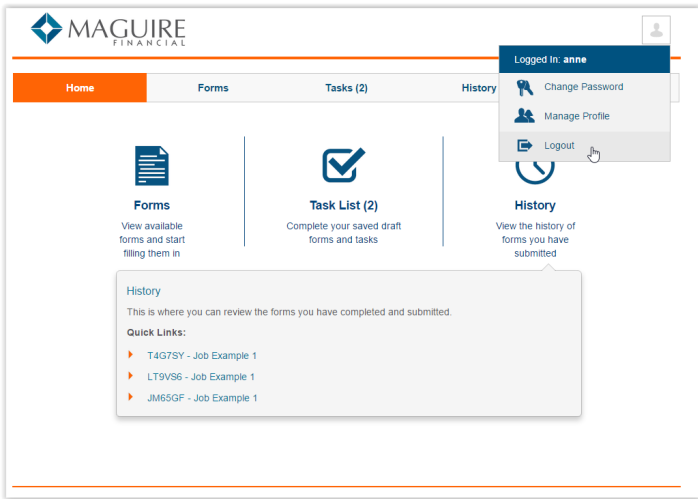 MAGUIRE
FINANCIAL
Logged In: anne
Change Password
Manage Profile
Logout
Home
Forms
Tasks (2)
History
Forms
View available
forms and start
filling them in
Task List (2)
Complete your saved draft
forms and tasks
History
View the history of
forms you have
submitted
History
This is where you can review the forms you have completed and submitted.
Quick Links:
T4G7SY - Job Example 1
LT9VS6 - Job Example 1
JM65GF - Job Example 1